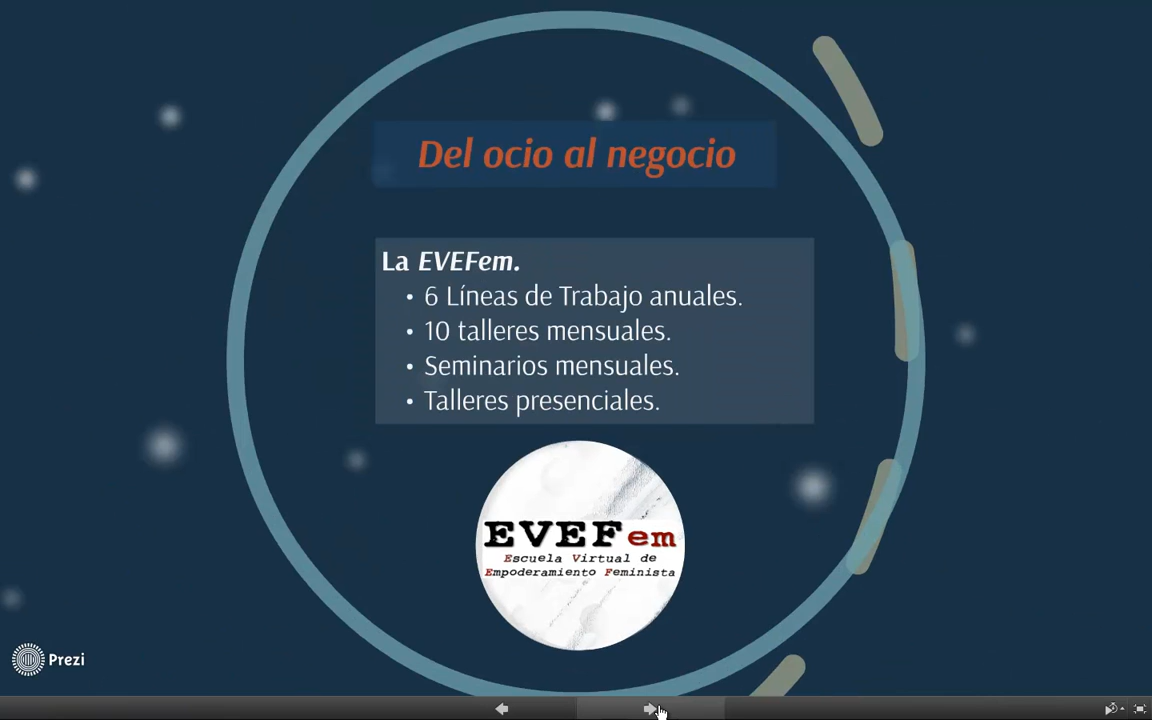 Del ocio al negocio
La EVEFem.
• 6 Líneas de Trabajo anuales.
• 10 talleres mensuales.
• Seminarios mensuales.
• Talleres presenciales.
EVEFem
Escuela Virtual de
Empoderamiento Feminista
Prezi